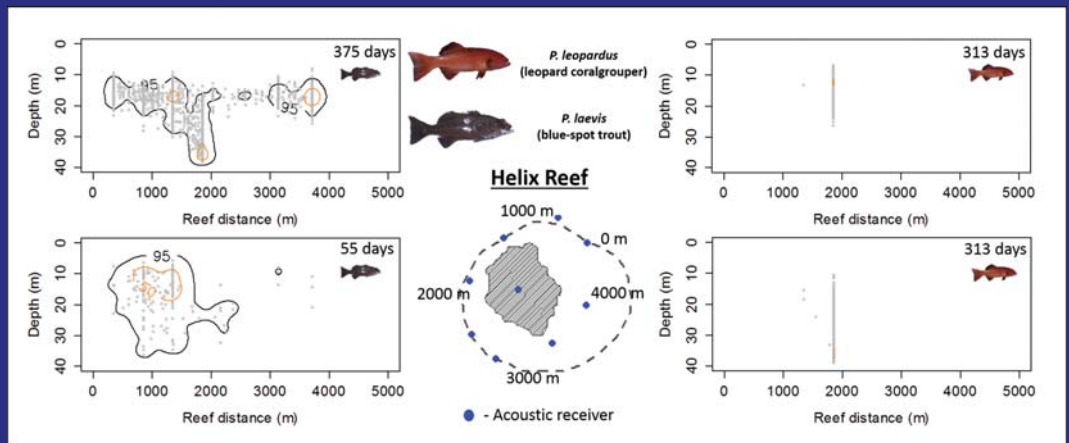 375 days
95
95
0
10
20
30
40
Depth (m)
0 1000 2000 3000 4000 5000
Reef distance (m)
P. leopardus
(leopard coralgrouper)
P. laevis
(blue-spot trout)
313 days
0
10
20
30
40
Depth (m)
0 1000 2000 3000 4000 5000
Reef distance (m)
55 days
95
50
0
10
20
30
40
Depth (m)
0 1000 2000 3000 4000 5000
Reef distance (m)
Helix Reef
1000 m
0 m
2000 m
4000 m
3000 m
- Acoustic receiver
313 days
0
10
20
30
40
Depth (m)
0 1000 2000 3000 4000 5000
Reef distance (m)